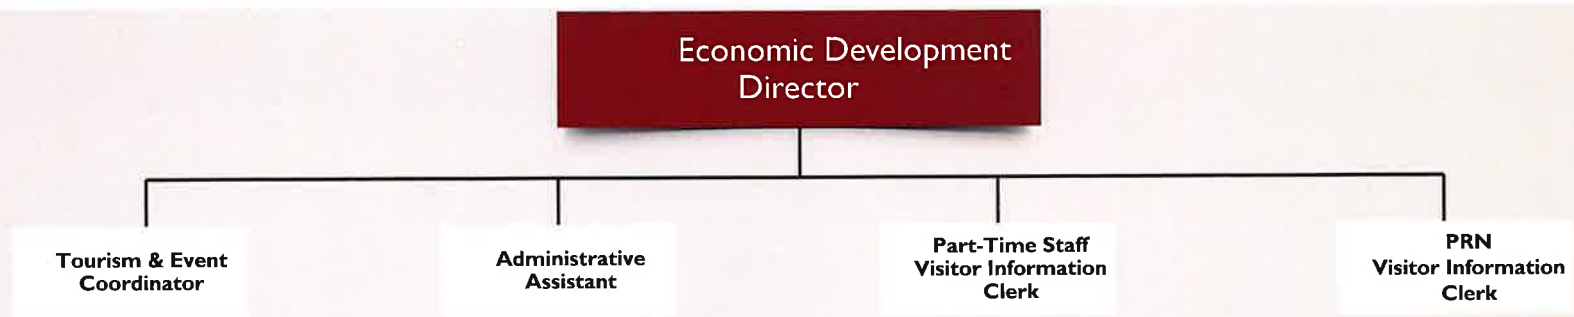 Economic Development
Director
Tourism & Event
Coordinator
Administrative
Assistant
Part-Time Staff
Visitor Information
Clerk
PRN
Visitor Information
Clerk